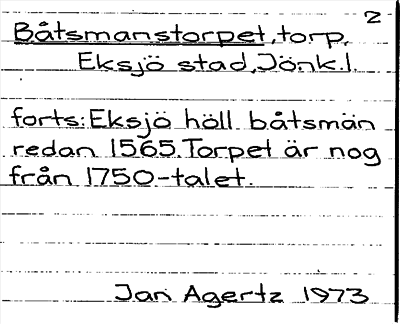 2
Båtsmanstorpet, torp,
Eksjö stad, Jönk.l.
forts: Eksjö höll båtsmän
redan 1565. Torpet är nog
från 1750-talet.
Jan Agertz 1973